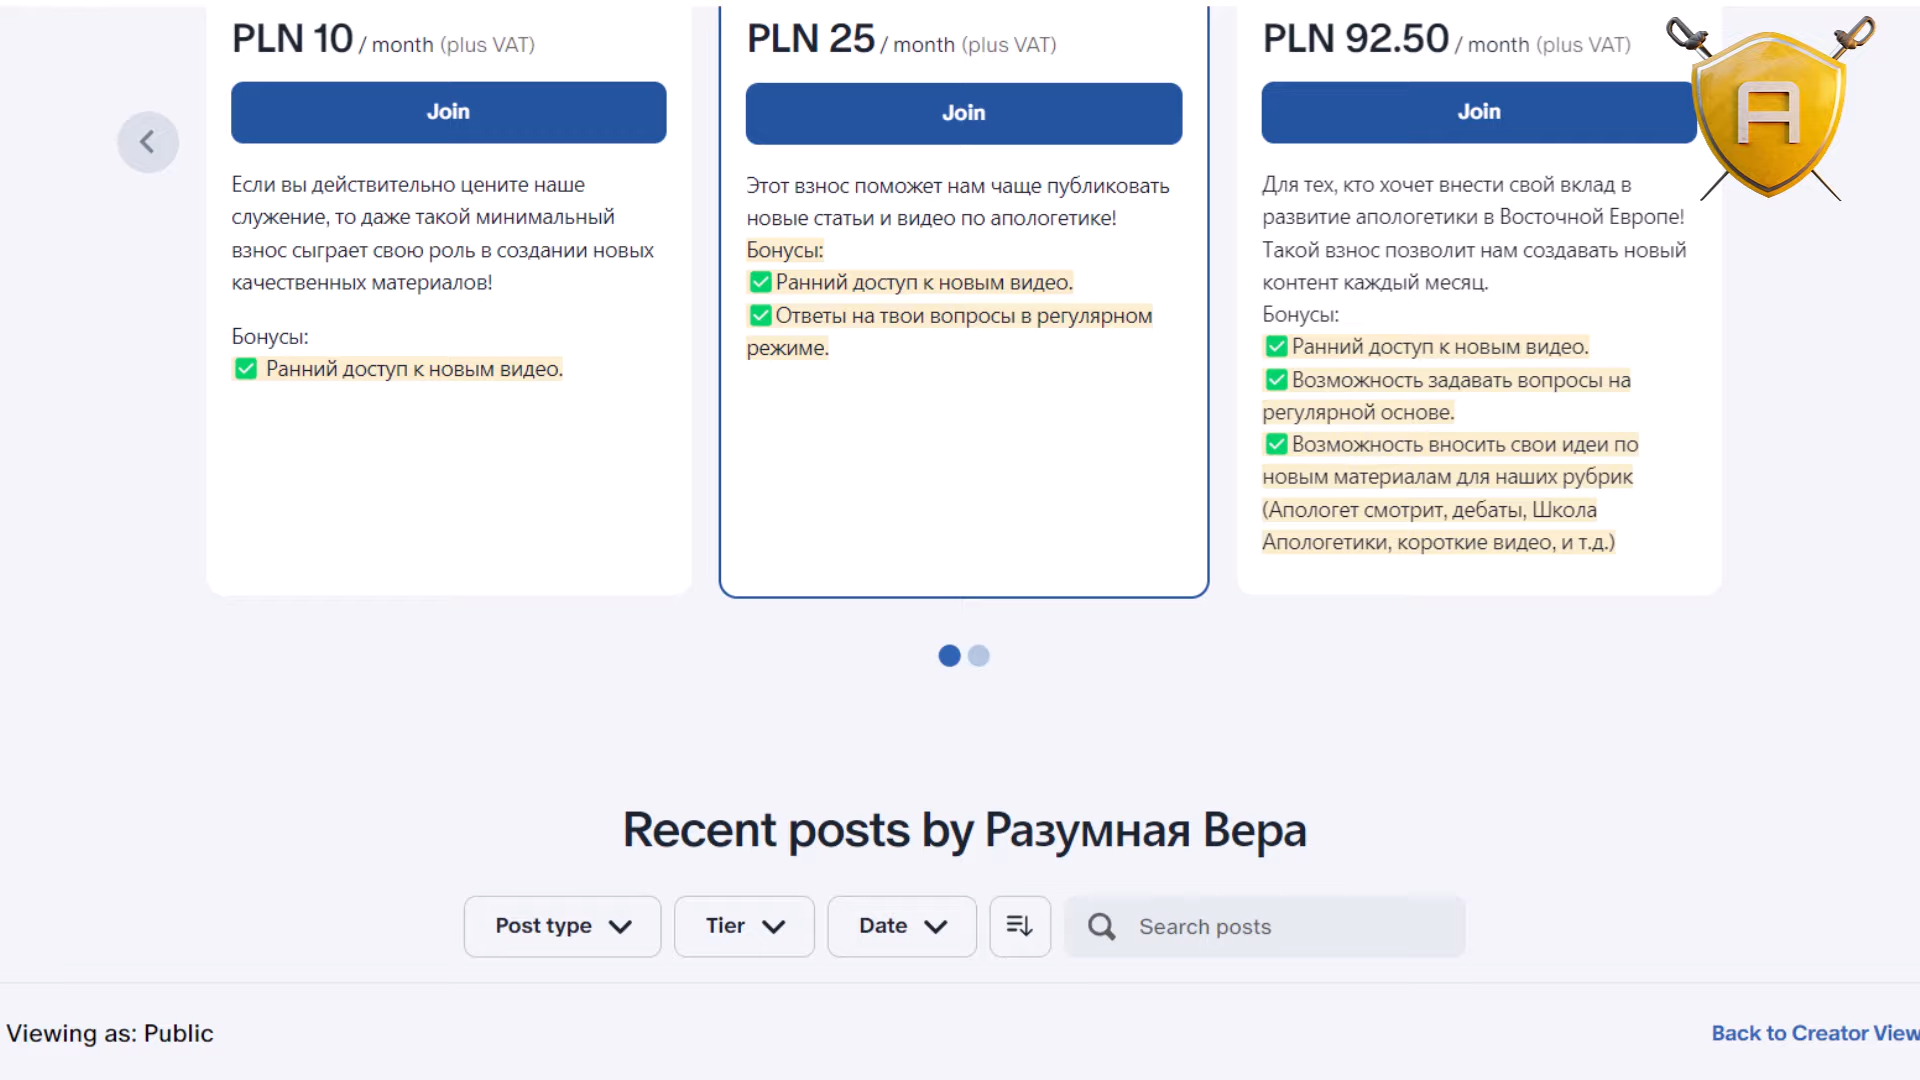 PLN 10 / month (plus VAT)
Join
Если вы действительно цените наше
служение, то даже такой минимальный
взнос сыграет свою роль в создании новых
качественных материалов!
Бонусы:
✅ Ранний доступ к новым видео.
PLN 25 / month (plus VAT)
Join
Этот взнос поможет нам чаще публиковать
новые статьи и видео по апологетике!
Бонусы:
✅Ранний доступ к новым видео.
✅Ответы на твои вопросы в регулярном
режиме.
PLN 92.50 / month (plus VAT)
Join
Для тех, кто хочет внести свой вклад в
развитие апологетики в Восточной Европе!
Такой взнос позволит нам создавать новый
контент каждый месяц.
Бонусы:
✅Ранний доступ к новым видео.
✅Возможность задавать вопросы на
регулярной основе.
✅Возможность вносить свои идеи по
новым материалам для наших рубрик
(Апологет смотрит, дебаты, Школа
Апологетики, короткие видео, и т.д.)
A
Recent posts by Разумная Вера
Post type
Tier
Date
Search posts
Viewing as: Public
Back to Creator View